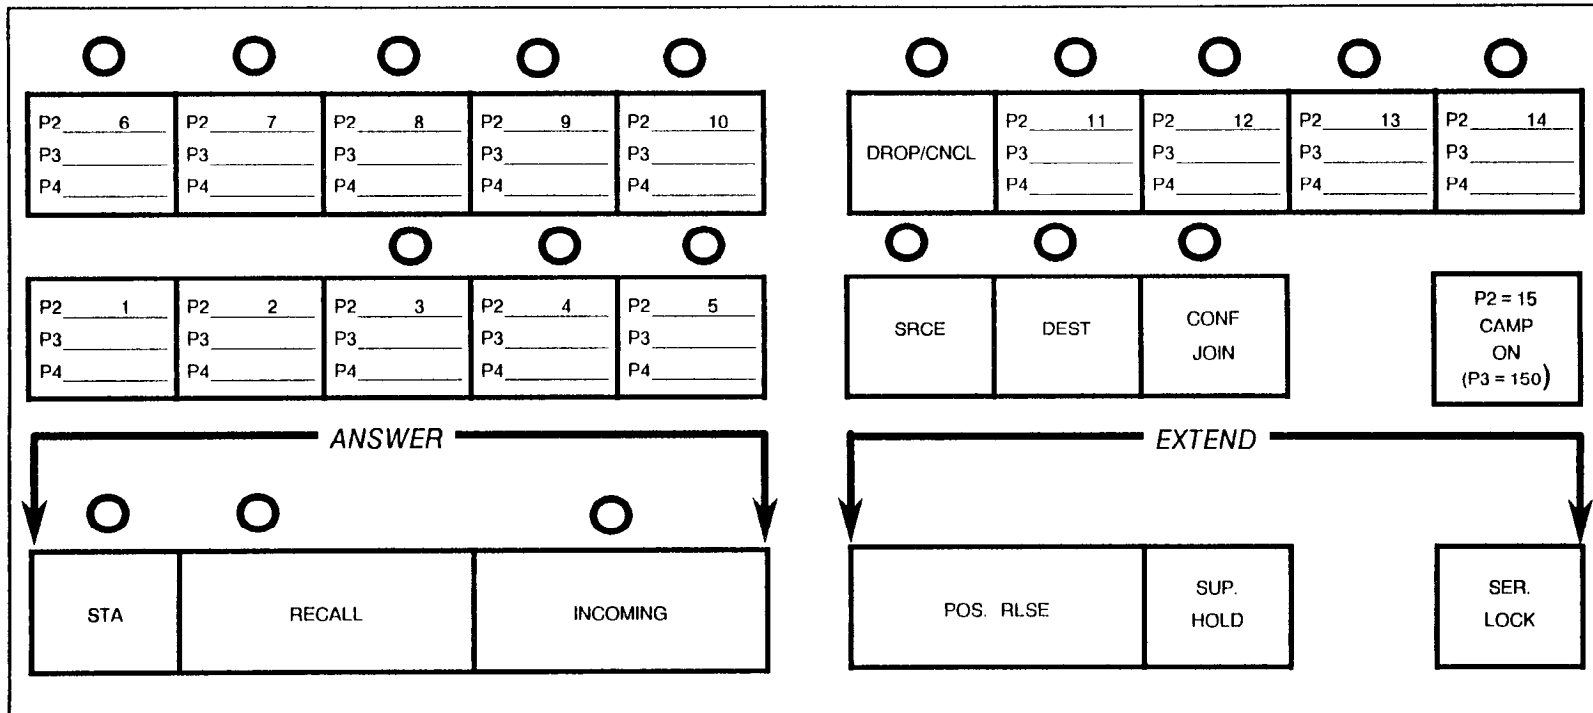 P2 6
P3
P4
P2 7
P3
P4
P2 8
P3
P4
P2 9
P3
P4
P2 10
P3
P4
DROP/CNCL
P2 11
P3
P4
P2 12
P3
P4
P2 13
P3
P4
P2 14
P3
P4
P2 1
P3
P4
P2 2
P3
P4
P2 3
P3
P4
P2 4
P3
P4
P2 5
P3
P4
SRCE
DEST
CONF
JOIN
P2 = 15
CAMP
ON
(P3 = 150)
ANSWER
EXTEND
STA
RECALL
INCOMING
POS. RLSE
SUP.
HOLD
SER.
LOCK